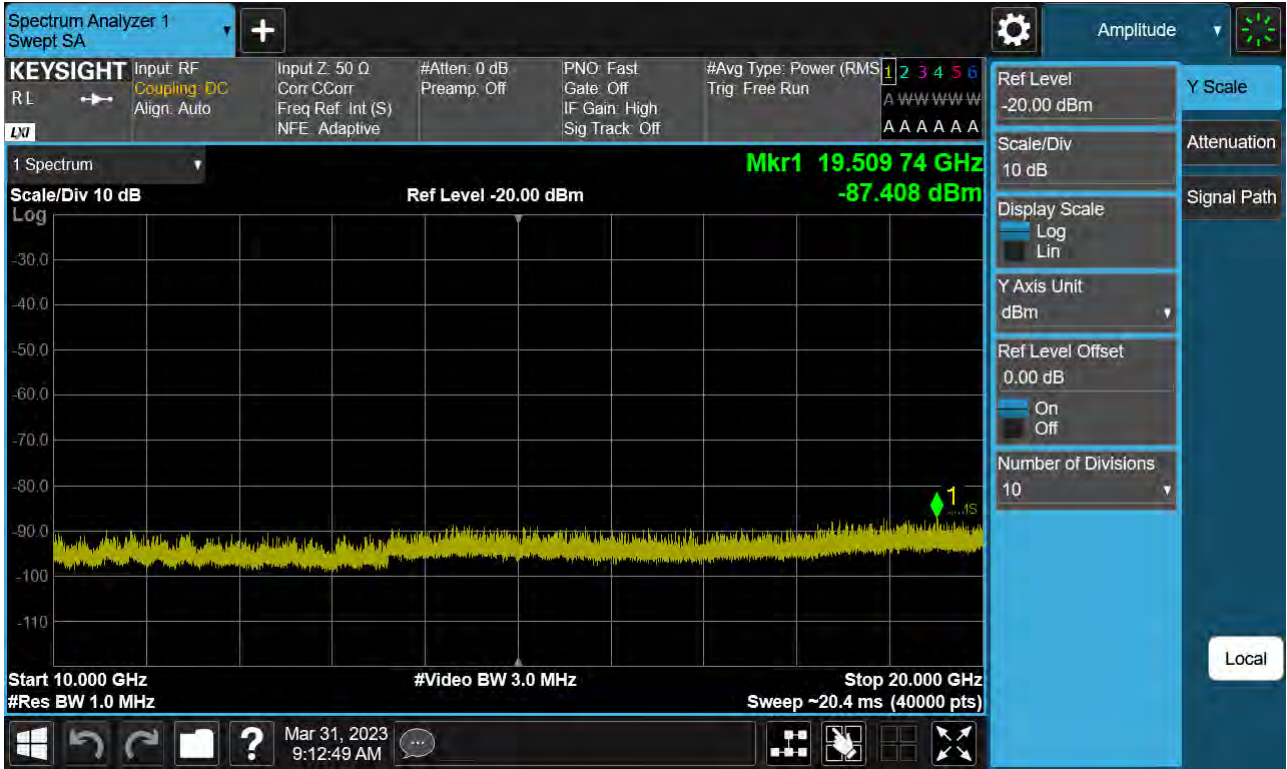 Spectrum Analyzer 1
Swept SA
Amplitude
KEYSIGHT
R L
LXI
Input: RF
Coupling: DC
Align: Auto
Input Z: 50 Ω
Corr CCorr
Freq Ref: Int (S)
NFE: Adaptive
#Atten: 0 dB
Preamp: Off
PNO: Fast
Gate: Off
IF Gain: High
Sig Track: Off
#Avg Type: Power (RMS
Trig: Free Run
1 2 3 4 5 6
A W W W W W
A A A A A A
1 Spectrum
Scale/Div 10 dB
Ref Level -20.00 dBm
Mkr1 19.509 74 GHz
-87.408 dBm
Log
-30.0
-40.0
-50.0
-60.0
-70.0
-80.0
-90.0
-100
-110
1
Start 10.000 GHz
#Video BW 3.0 MHz
Stop 20.000 GHz
#Res BW 1.0 MHz
Sweep ~20.4 ms (40000 pts)
Mar 31, 2023
9:12:49 AM
Ref Level
-20.00 dBm
Scale/Div
10 dB
Display Scale
Log
Lin
Y Axis Unit
dBm
Ref Level Offset
0.00 dB
On
Off
Number of Divisions
10
Y Scale
Attenuation
Signal Path
Local